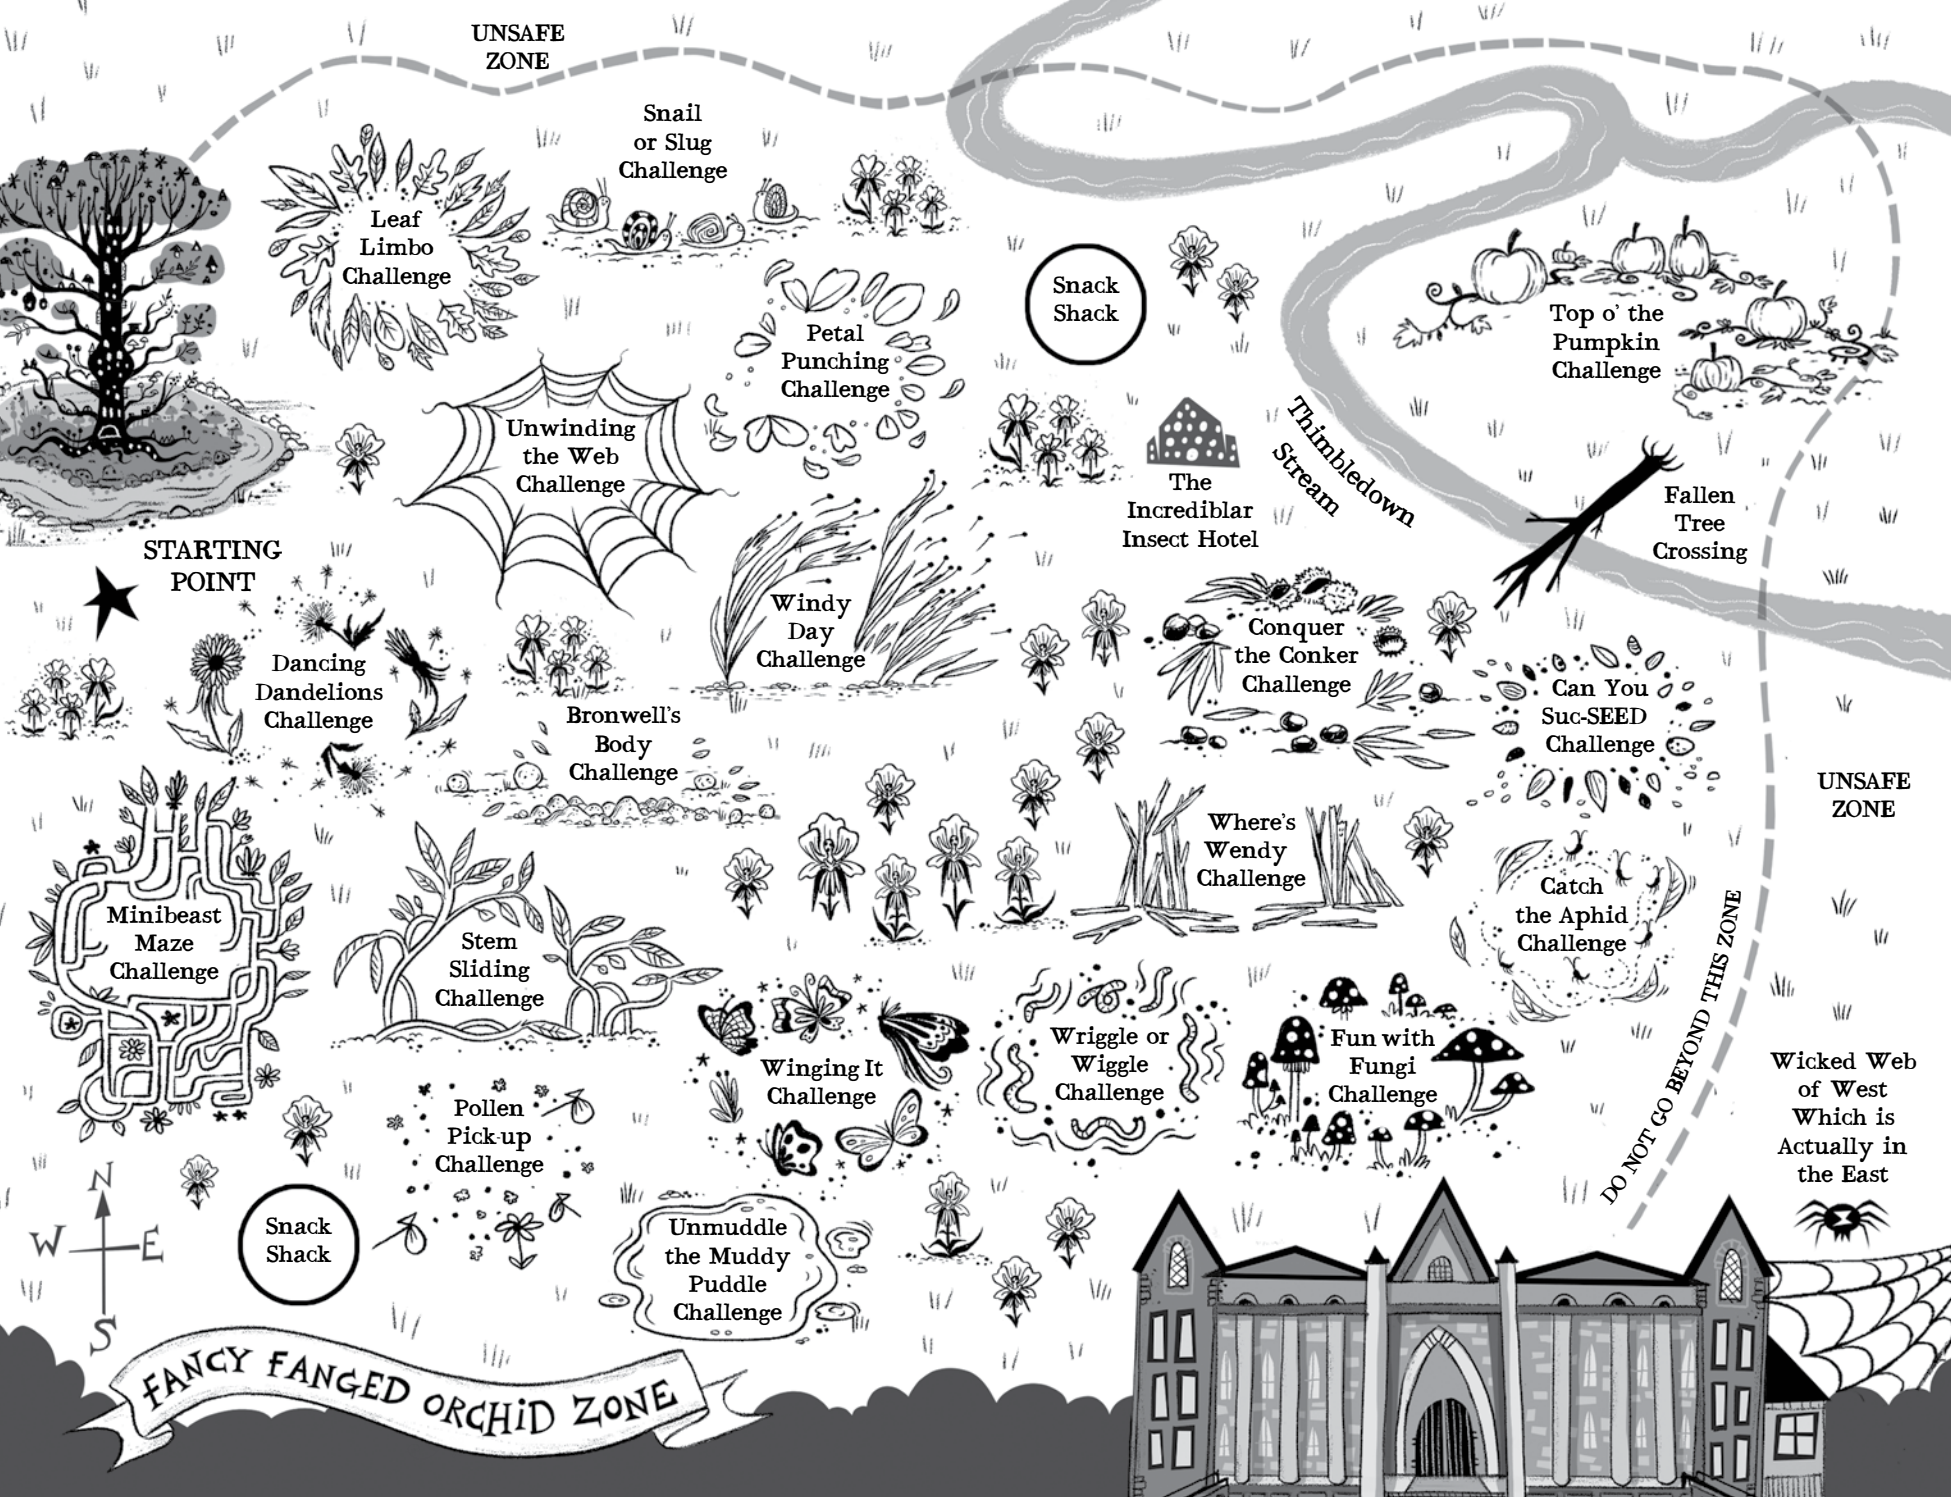 UNSAFE
ZONE
Snail
or Slug
Challenge
Leaf
Limbo
Challenge
Petal
Punching
Challenge
Snack
Shack
Top o' the
Pumpkin
Challenge
Unwinding
the Web
Challenge
The
Incrediblar
Insect Hotel
Thimbledown
Stream
Fallen
Tree
Crossing
STARTING
POINT
Dancing
Dandelions
Challenge
Windy
Day
Challenge
Conquer
the Conker
Challenge
Can You
Suc-SEED
Challenge
Bronwell's
Body
Challenge
UNSAFE
ZONE
Where's
Wendy
Challenge
Minibeast
Maze
Challenge
Stem
Sliding
Challenge
Catch
the Aphid
Challenge
DO NOT GO BEYOND THIS ZONE
Winging It
Challenge
Wriggle or
Wiggle
Challenge
Fun with
Fungi
Challenge
Wicked Web
of West
Which is
Actually in
the East
Pollen
Pick-up
Challenge
N
W
E
S
Snack
Shack
Unmuddle
the Muddy
Puddle
Challenge
FANCY FANGED ORCHiD ZONE